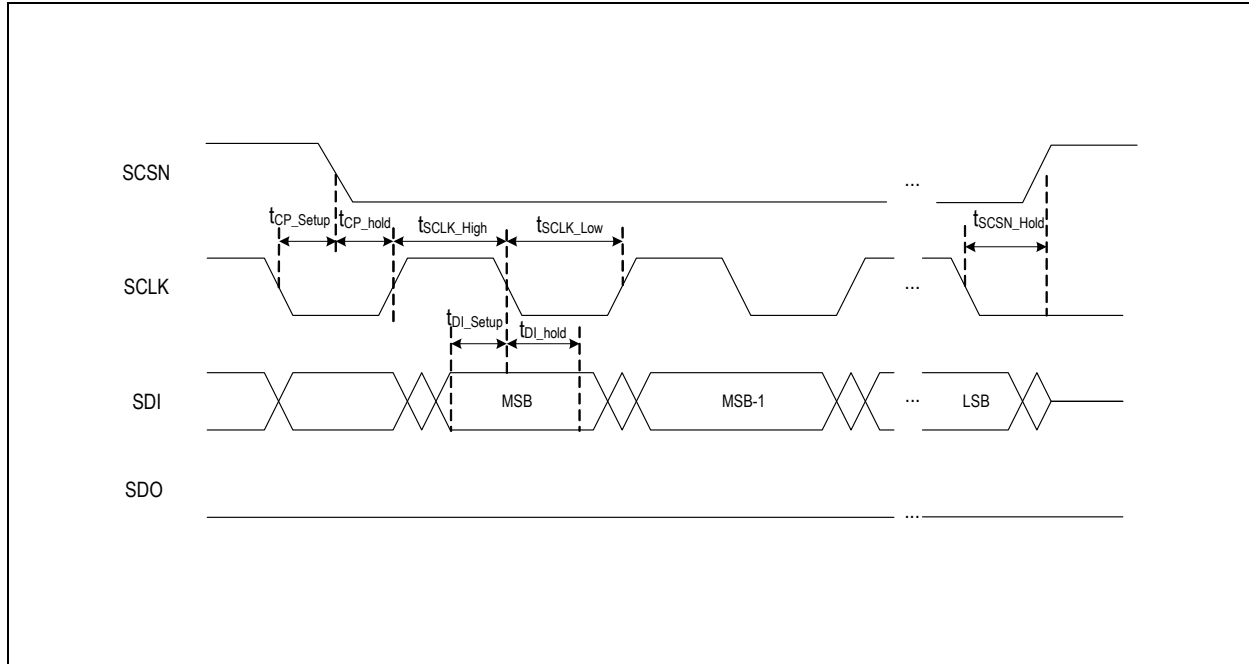 SCSN
...
tCP_Setup tCP_hold tSCLK_High tSCLK_Low tSCSN_Hold
SCLK
...
tDI_Setup tDI_hold
SDI MSB MSB-1 ... LSB
SDO
...